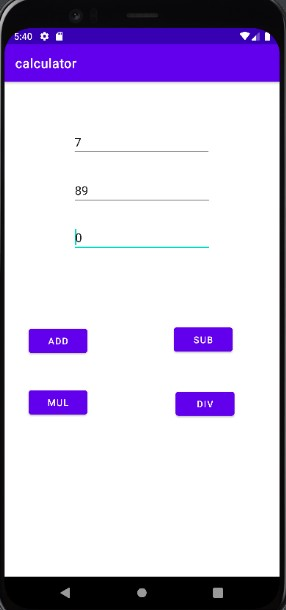 5:40
calculator
7
89
0
ADD
SUB
MUL
DIV